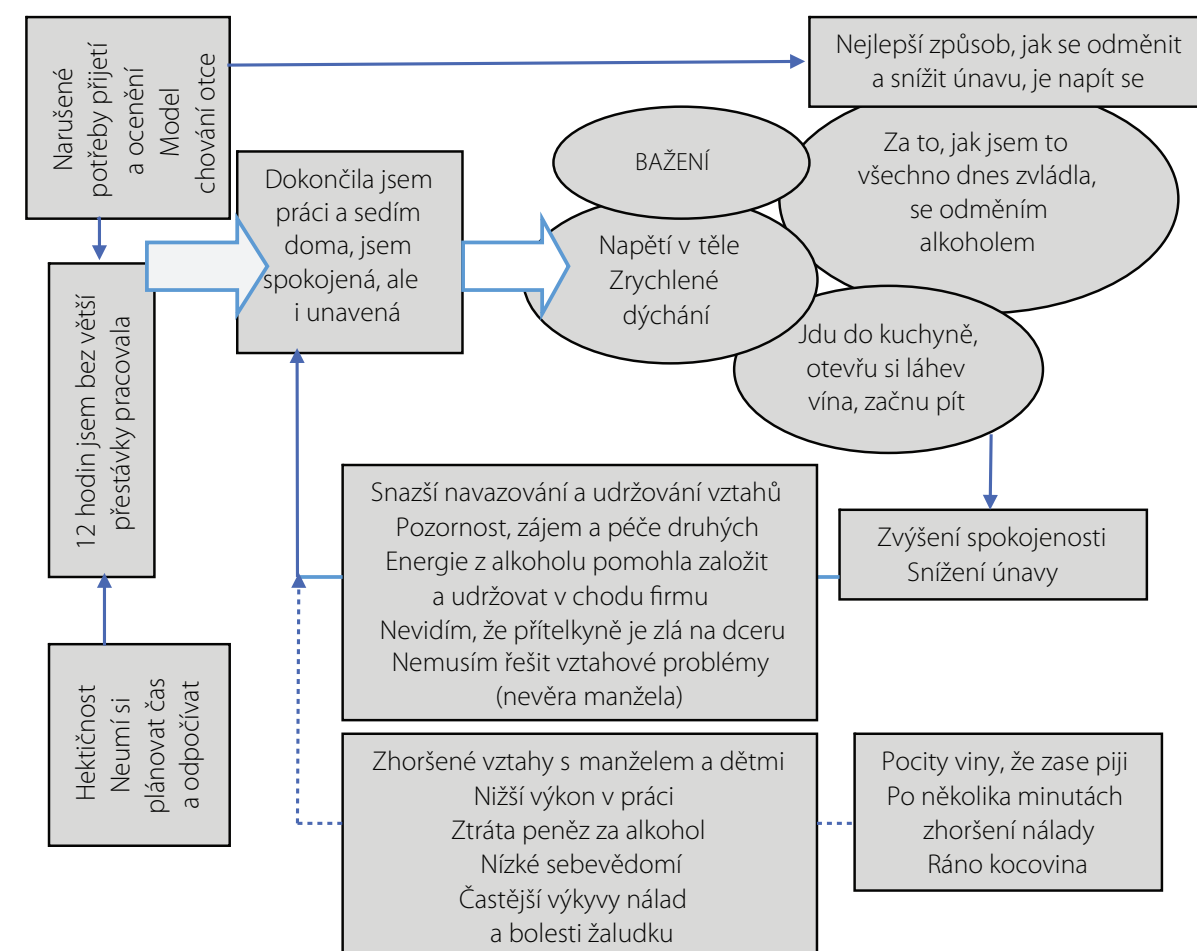 Narušené
potřeby přijetí
a ocenění
Model
chování otce
Nejlepší způsob, jak se odměnit
a snížit únavu, je napít se
BAŽENÍ
Za to, jak jsem to
všechno dnes zvládla,
se odměním
alkoholem
Dokončila jsem
práci a sedím
doma, jsem
spokojená, ale
i unavená
Napětí v těle
Zrychlené
dýchání
12 hodin jsem bez větší
přestávky pracovala
Jdu do kuchyně,
otevřu si láhev
vína, začnu pít
Snazší navazování a udržování vztahů
Pozornost, zájem a péče druhých
Energie z alkoholu pomohla založit
a udržovat v chodu firmu
Nevidím, že přítelkyně je zlá na dceru
Nemusím řešit vztahové problémy
(nevěra manžela)
Zvýšení spokojenosti
Snížení únavy
Hektičnost
Neumí si
plánovat čas
a odpočívat
Zhoršené vztahy s manželem a dětmi
Nižší výkon v práci
Ztráta peněz za alkohol
Nízké sebevědomí
Častější výkyvy nálad
a bolesti žaludku
Pocity viny, že zase piji
Po několika minutách
zhoršení nálady
Ráno kocovina